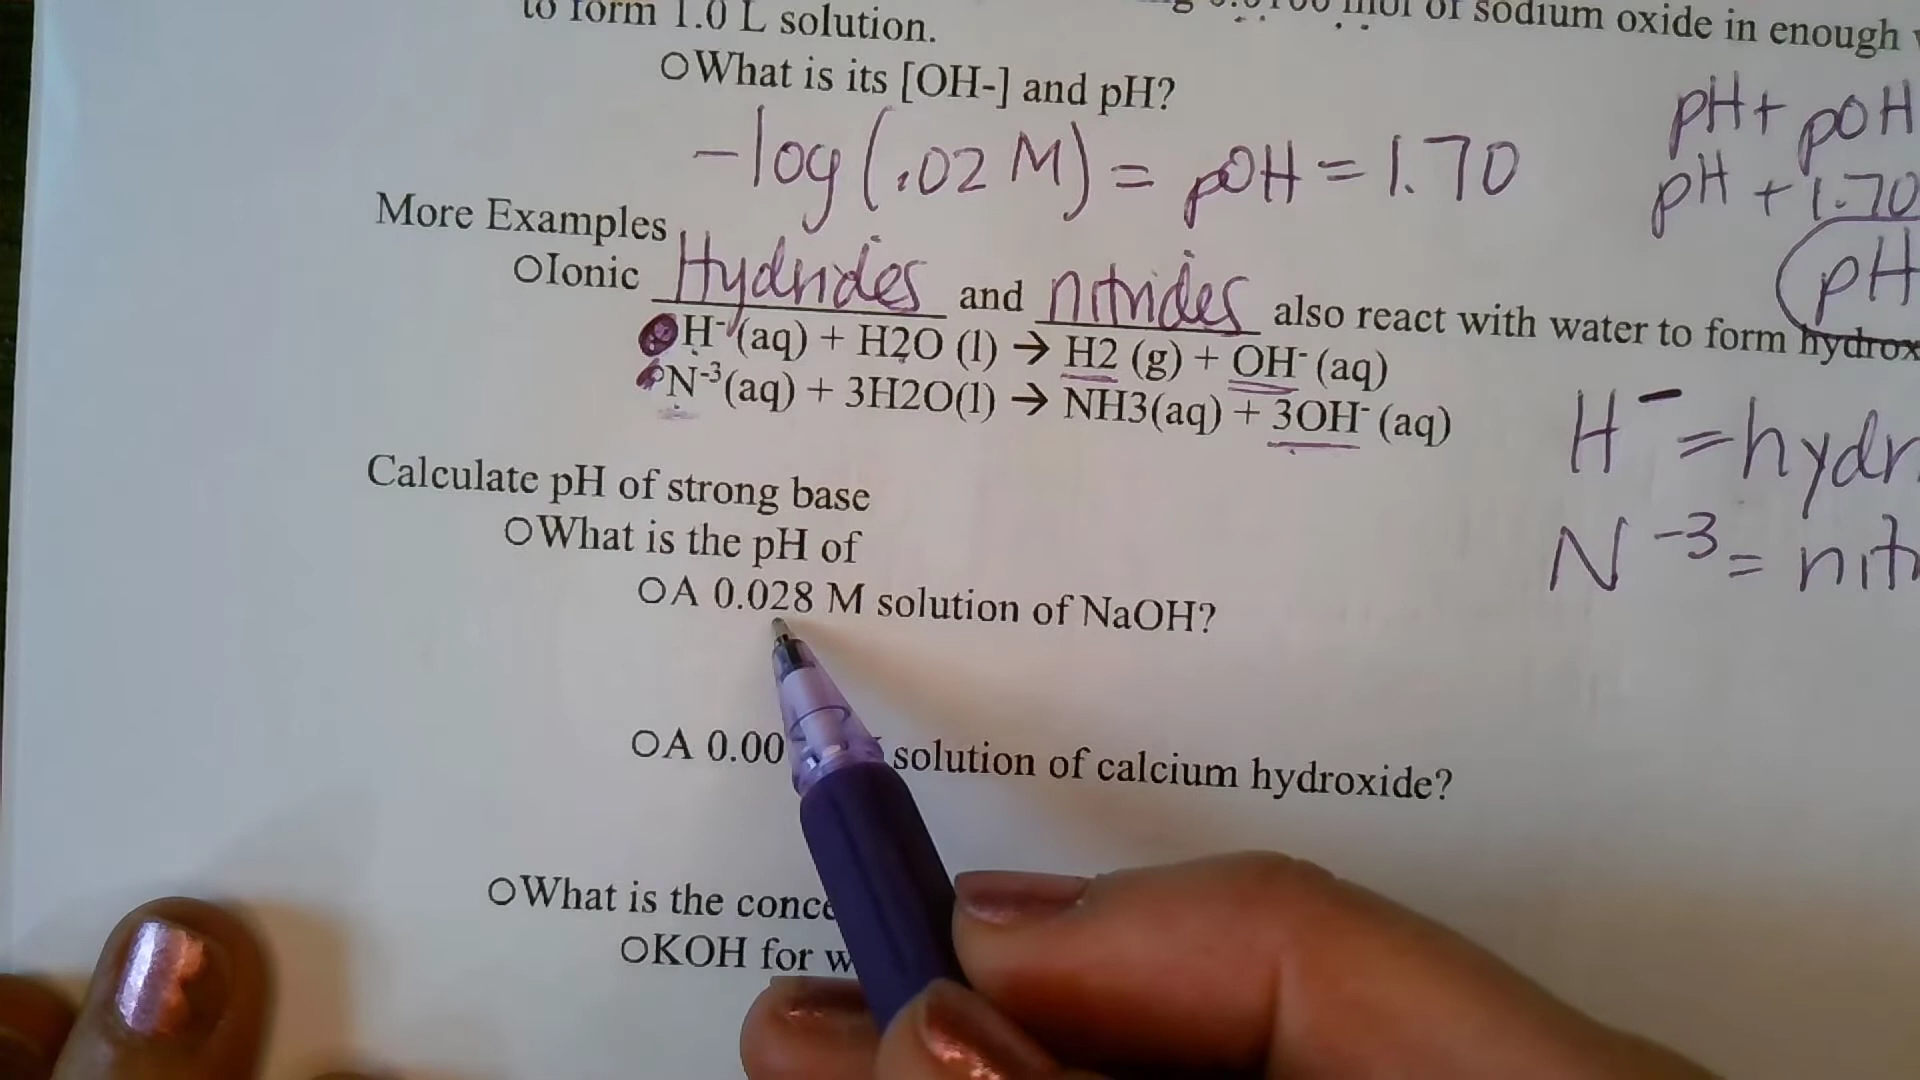 of sodium oxide in enough
to form 1.0 L solution.
○What is its [OH-] and pH?
pH + pOH
-log(.02 M) = pOH = 1.70
pH + 1.70
More Examples
pH
○Ionic Hydrides and nitrides also react with water to form hydrox
H-(aq) + H2O (l) → H2 (g) + OH- (aq)
N-3(aq) + 3H2O(l) → NH3(aq) + 3OH- (aq)
H- = hydr
N-3 = nit
Calculate pH of strong base
○What is the pH of
○A 0.028 M solution of NaOH?
○A 0.00 solution of calcium hydroxide?
○What is the conce
○KOH for w